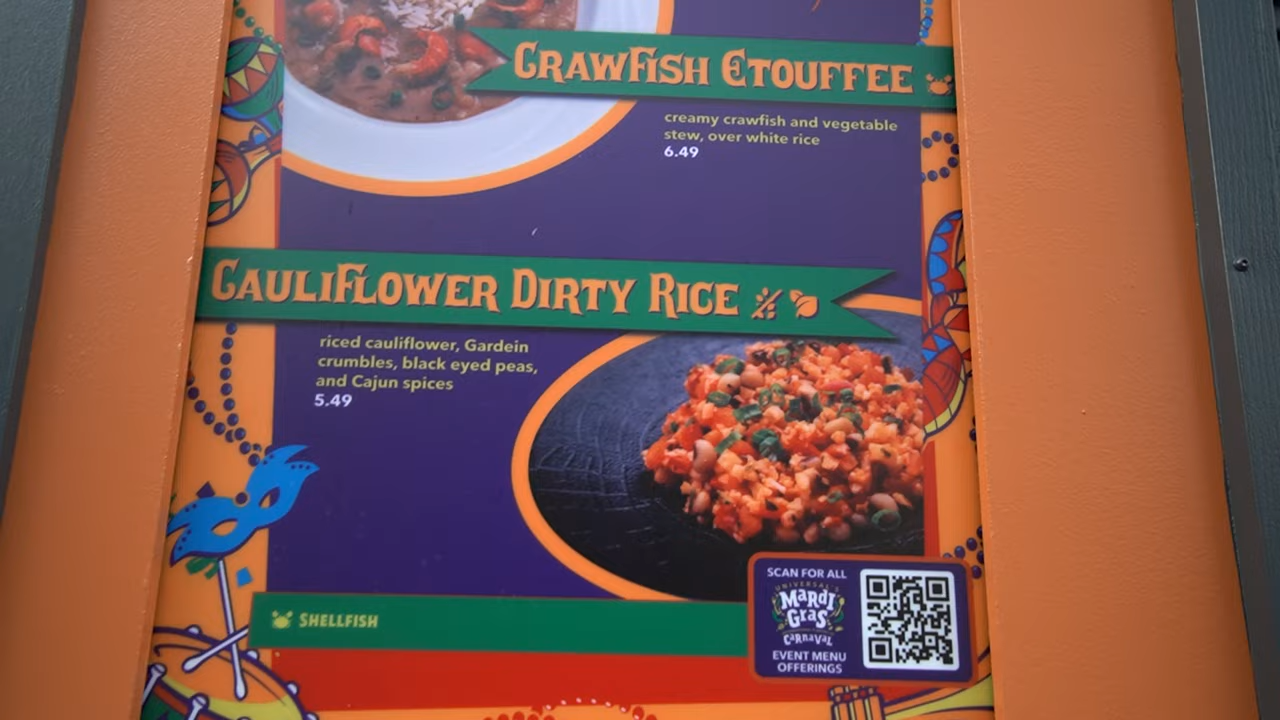 CRAWFISH ETOUFFEE
creamy crawfish and vegetable
stew, over white rice
6.49
CAULIFLOWER DIRTY RICE
riced cauliflower, Gardein
crumbles, black eyed peas,
and Cajun spices
5.49
SHELLFISH
SCAN FOR ALL
UNIVERSAL'S
MARDI
GRAS
CARNAVAL
EVENT MENU
OFFERINGS